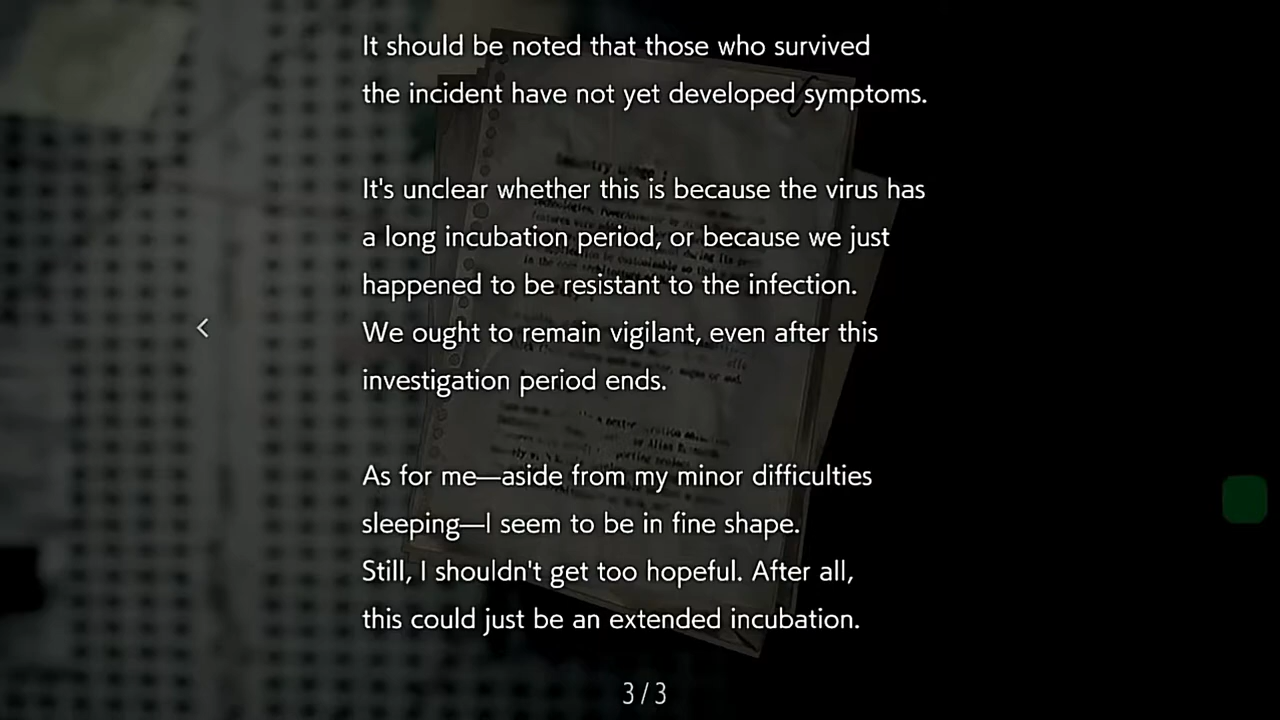 It should be noted that those who survived
the incident have not yet developed symptoms.
It's unclear whether this is because the virus has
a long incubation period, or because we just
happened to be resistant to the infection.
We ought to remain vigilant, even after this
investigation period ends.
As for me—aside from my minor difficulties
sleeping—I seem to be in fine shape.
Still, I shouldn't get too hopeful. After all,
this could just be an extended incubation.
3/3